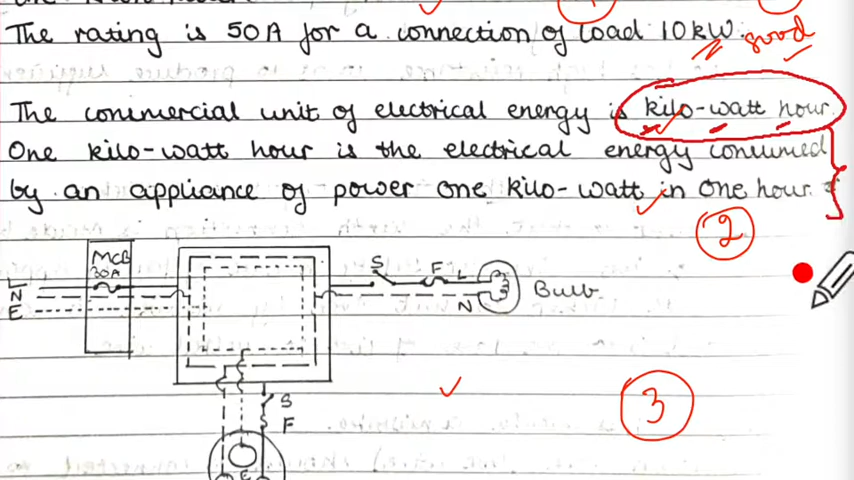 The rating is 50A for a connection of load 10kW.
good
The commercial unit of electrical energy is kilo-watt hour.
One kilo-watt hour is the electrical energy consumed
by an appliance of power one kilo-watt in one hour.
2
MCB
30A
L
N
E
S
F
L
N
Bulb
3
S
F
E